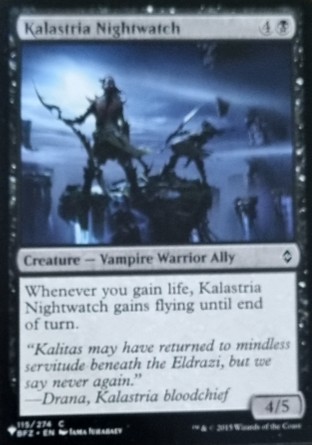 Kalastria Nightwatch 4
Creature — Vampire Warrior Ally
Whenever you gain life, Kalastria
Nightwatch gains flying until end
of turn.
“Kalitas may have returned to mindless
servitude beneath the Eldrazi, but we
say never again.”
—Drana, Kalastria bloodchief
4/5
115/274 C
BFZ • EN Jama Jurabaev
™ & © 2015 Wizards of the Coast